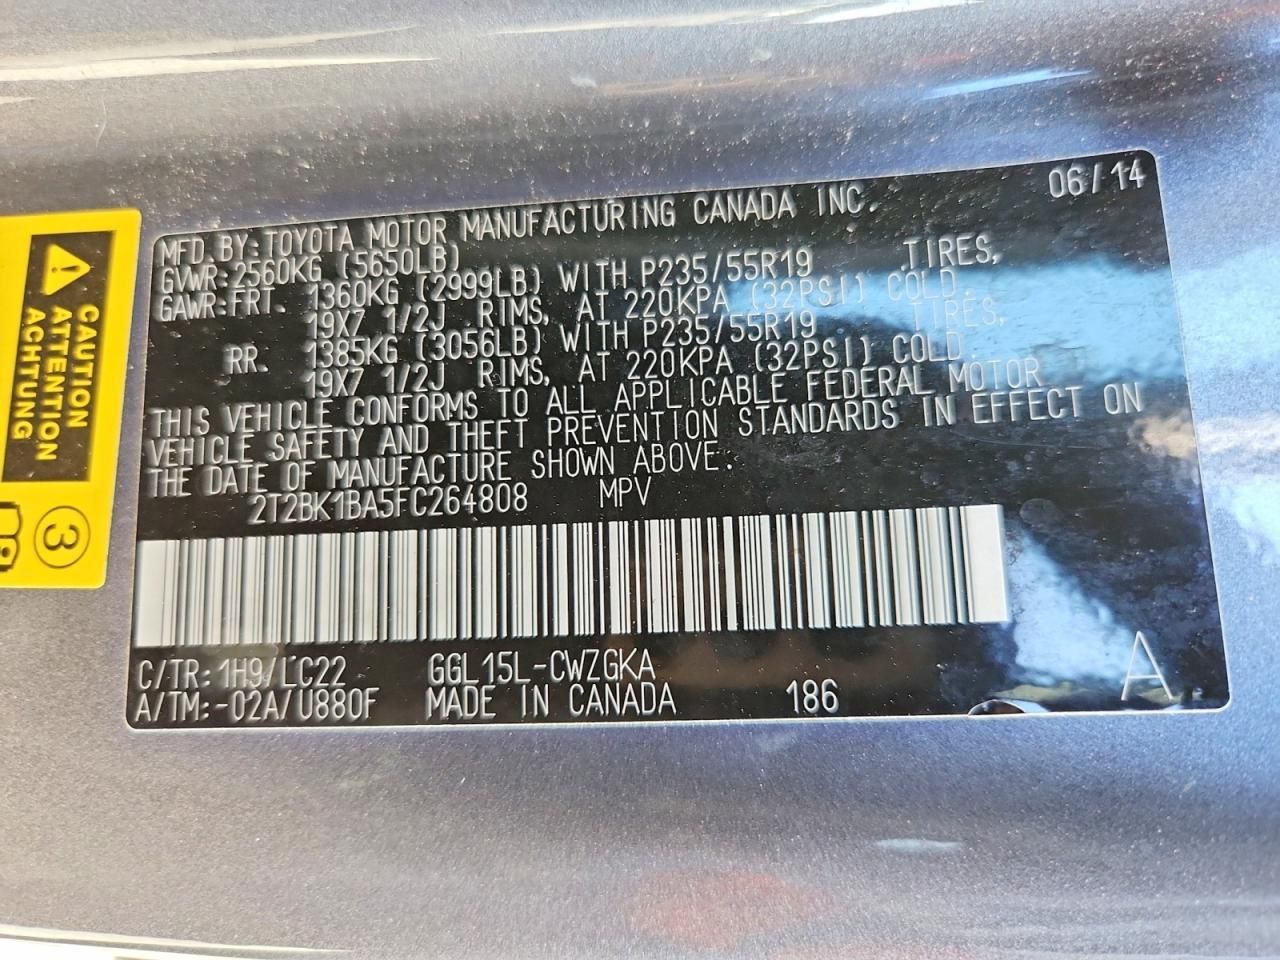 06/14
MFD. BY: TOYOTA MOTOR MANUFACTURING CANADA INC.
GVWR: 2560KG (5650LB)
GAWR: FRT. 1360KG (2999LB) WITH P235/55R19 TIRES,
19X7 1/2J RIMS, AT 220KPA (32PSI) COLD.
RR. 1385KG (3056LB) WITH P235/55R19 TIRES,
19X7 1/2J RIMS, AT 220KPA (32PSI) COLD.
THIS VEHICLE CONFORMS TO ALL APPLICABLE FEDERAL MOTOR
VEHICLE SAFETY AND THEFT PREVENTION STANDARDS IN EFFECT ON
THE DATE OF MANUFACTURE SHOWN ABOVE.
2T2BK1BA5FC264808 MPV
C/TR: 1H9/LC22 GGL15L-CWZGKA
A/TM:-02A/U880F MADE IN CANADA 186 A
CAUTION
ATTENTION
ACHTUNG
3